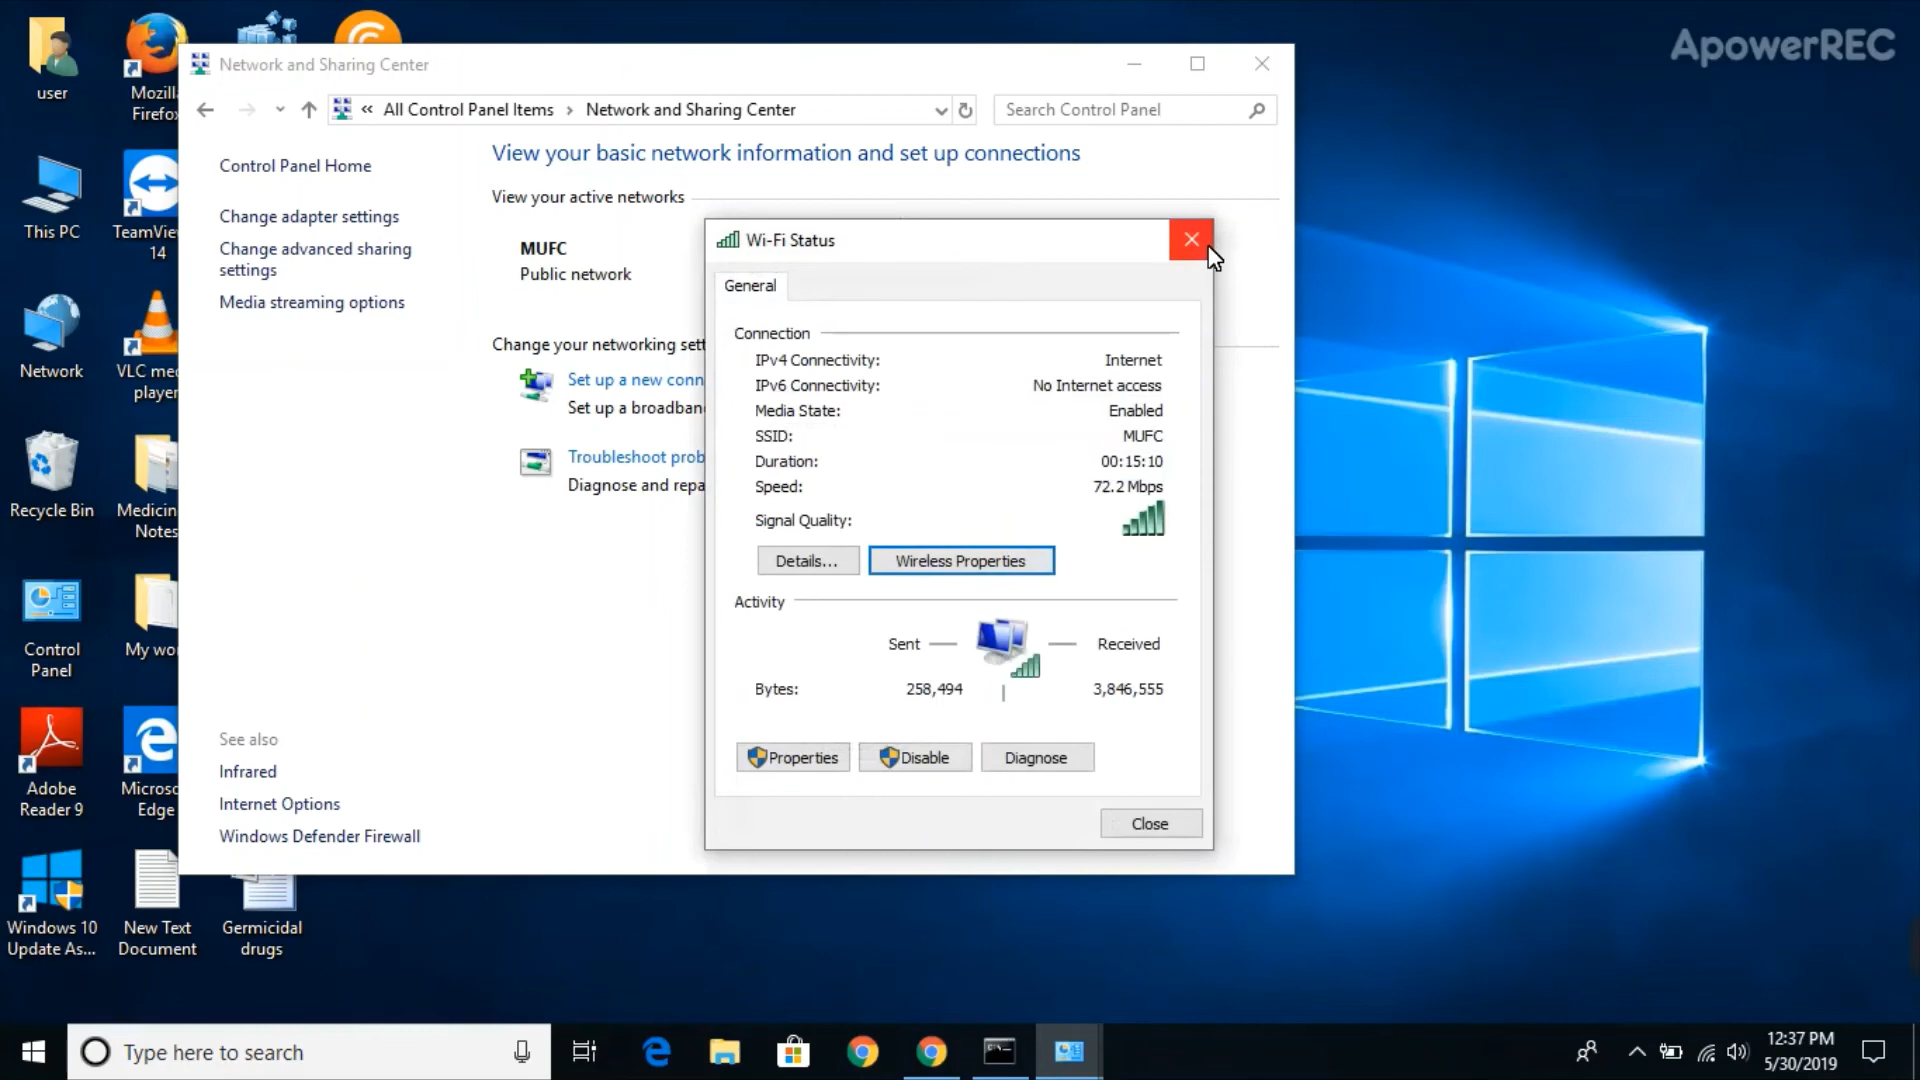 ApowerREC
user
Mozilla
Firefox
This PC
TeamVie
14
Network
VLC me
player
Recycle Bin
Medicin
Notes
Control
Panel
My wo
Adobe
Reader 9
Microso
Edge
Windows 10
Update As...
New Text
Document
Germicidal
drugs
Network and Sharing Center
« All Control Panel Items › Network and Sharing Center
Search Control Panel
Control Panel Home
Change adapter settings
Change advanced sharing
settings
Media streaming options
See also
Infrared
Internet Options
Windows Defender Firewall
View your basic network information and set up connections
View your active networks
MUFC
Public network
Change your networking sett
Set up a new conn
Set up a broadban
Troubleshoot prob
Diagnose and repa
Wi-Fi Status
General
Connection
IPv4 Connectivity: Internet
IPv6 Connectivity: No Internet access
Media State: Enabled
SSID: MUFC
Duration: 00:15:10
Speed: 72.2 Mbps
Signal Quality:
Details... Wireless Properties
Activity
Sent — — Received
Bytes: 258,494 3,846,555
Properties Disable Diagnose
Close
Type here to search
12:37 PM
5/30/2019